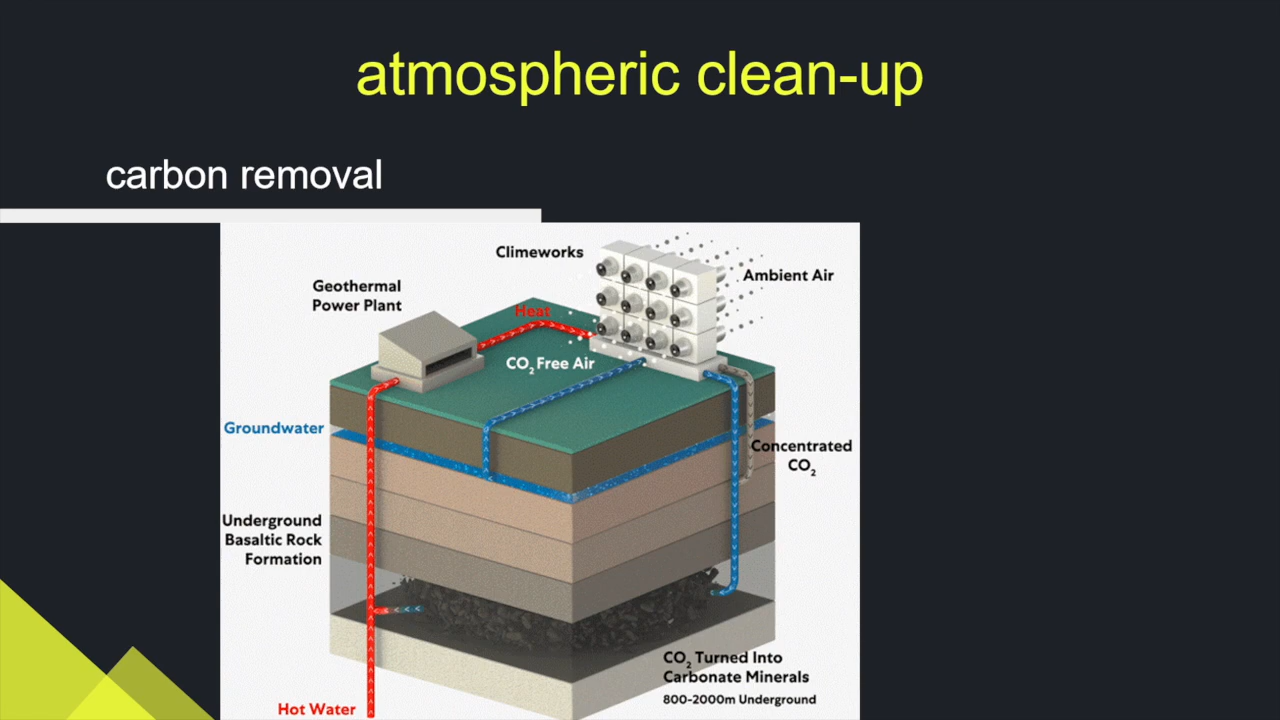 atmospheric clean-up
carbon removal
Climeworks
Ambient Air
Geothermal
Power Plant
Heat
CO₂ Free Air
Groundwater
Concentrated
CO₂
Underground
Basaltic Rock
Formation
CO₂ Turned Into
Carbonate Minerals
800-2000m Underground
Hot Water